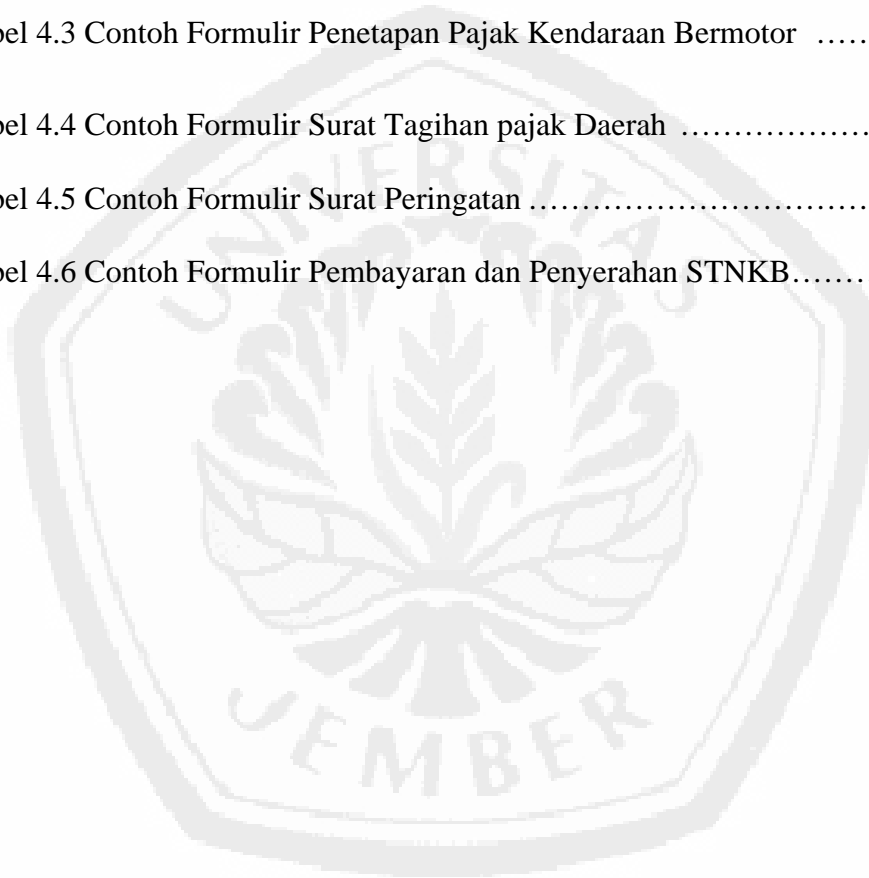 bel 4.3 Contoh Formulir Penetapan Pajak Kendaraan Bermotor ……
bel 4.4 Contoh Formulir Surat Tagihan pajak Daerah ………………
bel 4.5 Contoh Formulir Surat Peringatan ……………………………
bel 4.6 Contoh Formulir Pembayaran dan Penyerahan STNKB.……
UNIVERSITAS
JEMBER